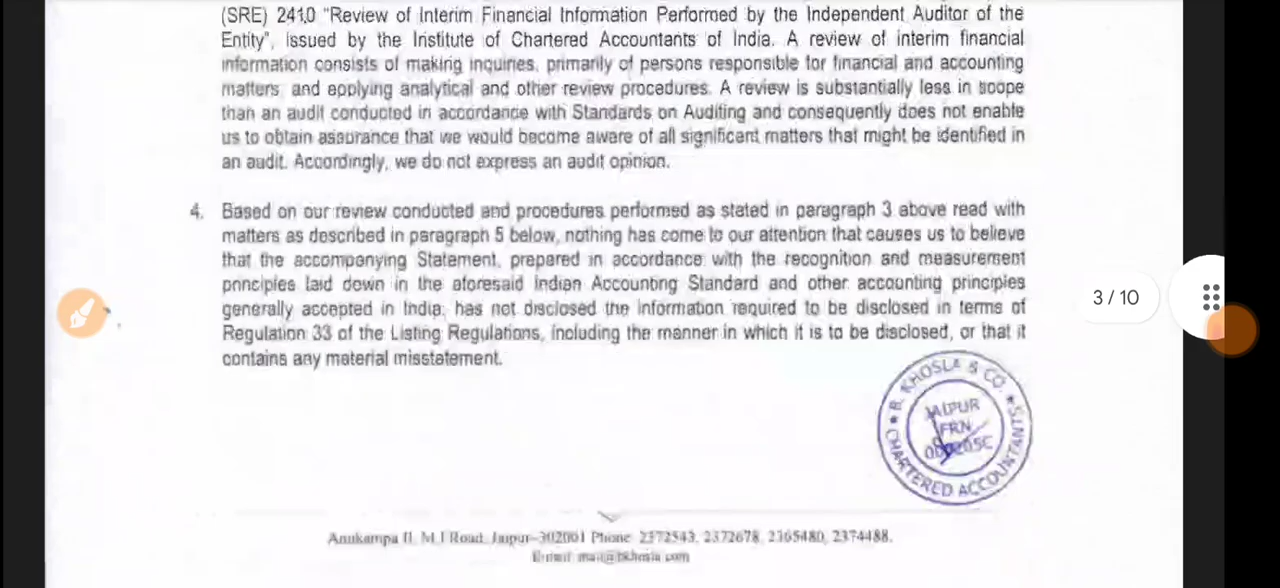 (SRE) 2410 "Review of Interim Financial Information Performed by the Independent Auditor of the
Entity", issued by the Institute of Chartered Accountants of India. A review of interim financial
information consists of making inquiries, primarily of persons responsible for financial and accounting
matters, and applying analytical and other review procedures. A review is substantially less in scope
than an audit conducted in accordance with Standards on Auditing and consequently does not enable
us to obtain assurance that we would become aware of all significant matters that might be identified in
an audit. Accordingly, we do not express an audit opinion.
4. Based on our review conducted and procedures performed as stated in paragraph 3 above read with
matters as described in paragraph 5 below, nothing has come to our attention that causes us to believe
that the accompanying Statement, prepared in accordance with the recognition and measurement
principles laid down in the aforesaid Indian Accounting Standard and other accounting principles
generally accepted in India, has not disclosed the information required to be disclosed in terms of
Regulation 33 of the Listing Regulations, including the manner in which it is to be disclosed, or that it
contains any material misstatement.
3 / 10
B. KHOSLA & CO.
JAIPUR
FRN
CHARTERED ACCOUNTANTS
Anukampa II, M.I Road, Jaipur-302001 Phone: 2372543, 2372678, 2365480, 2374488.
E-mail: mail@bkhosla.com